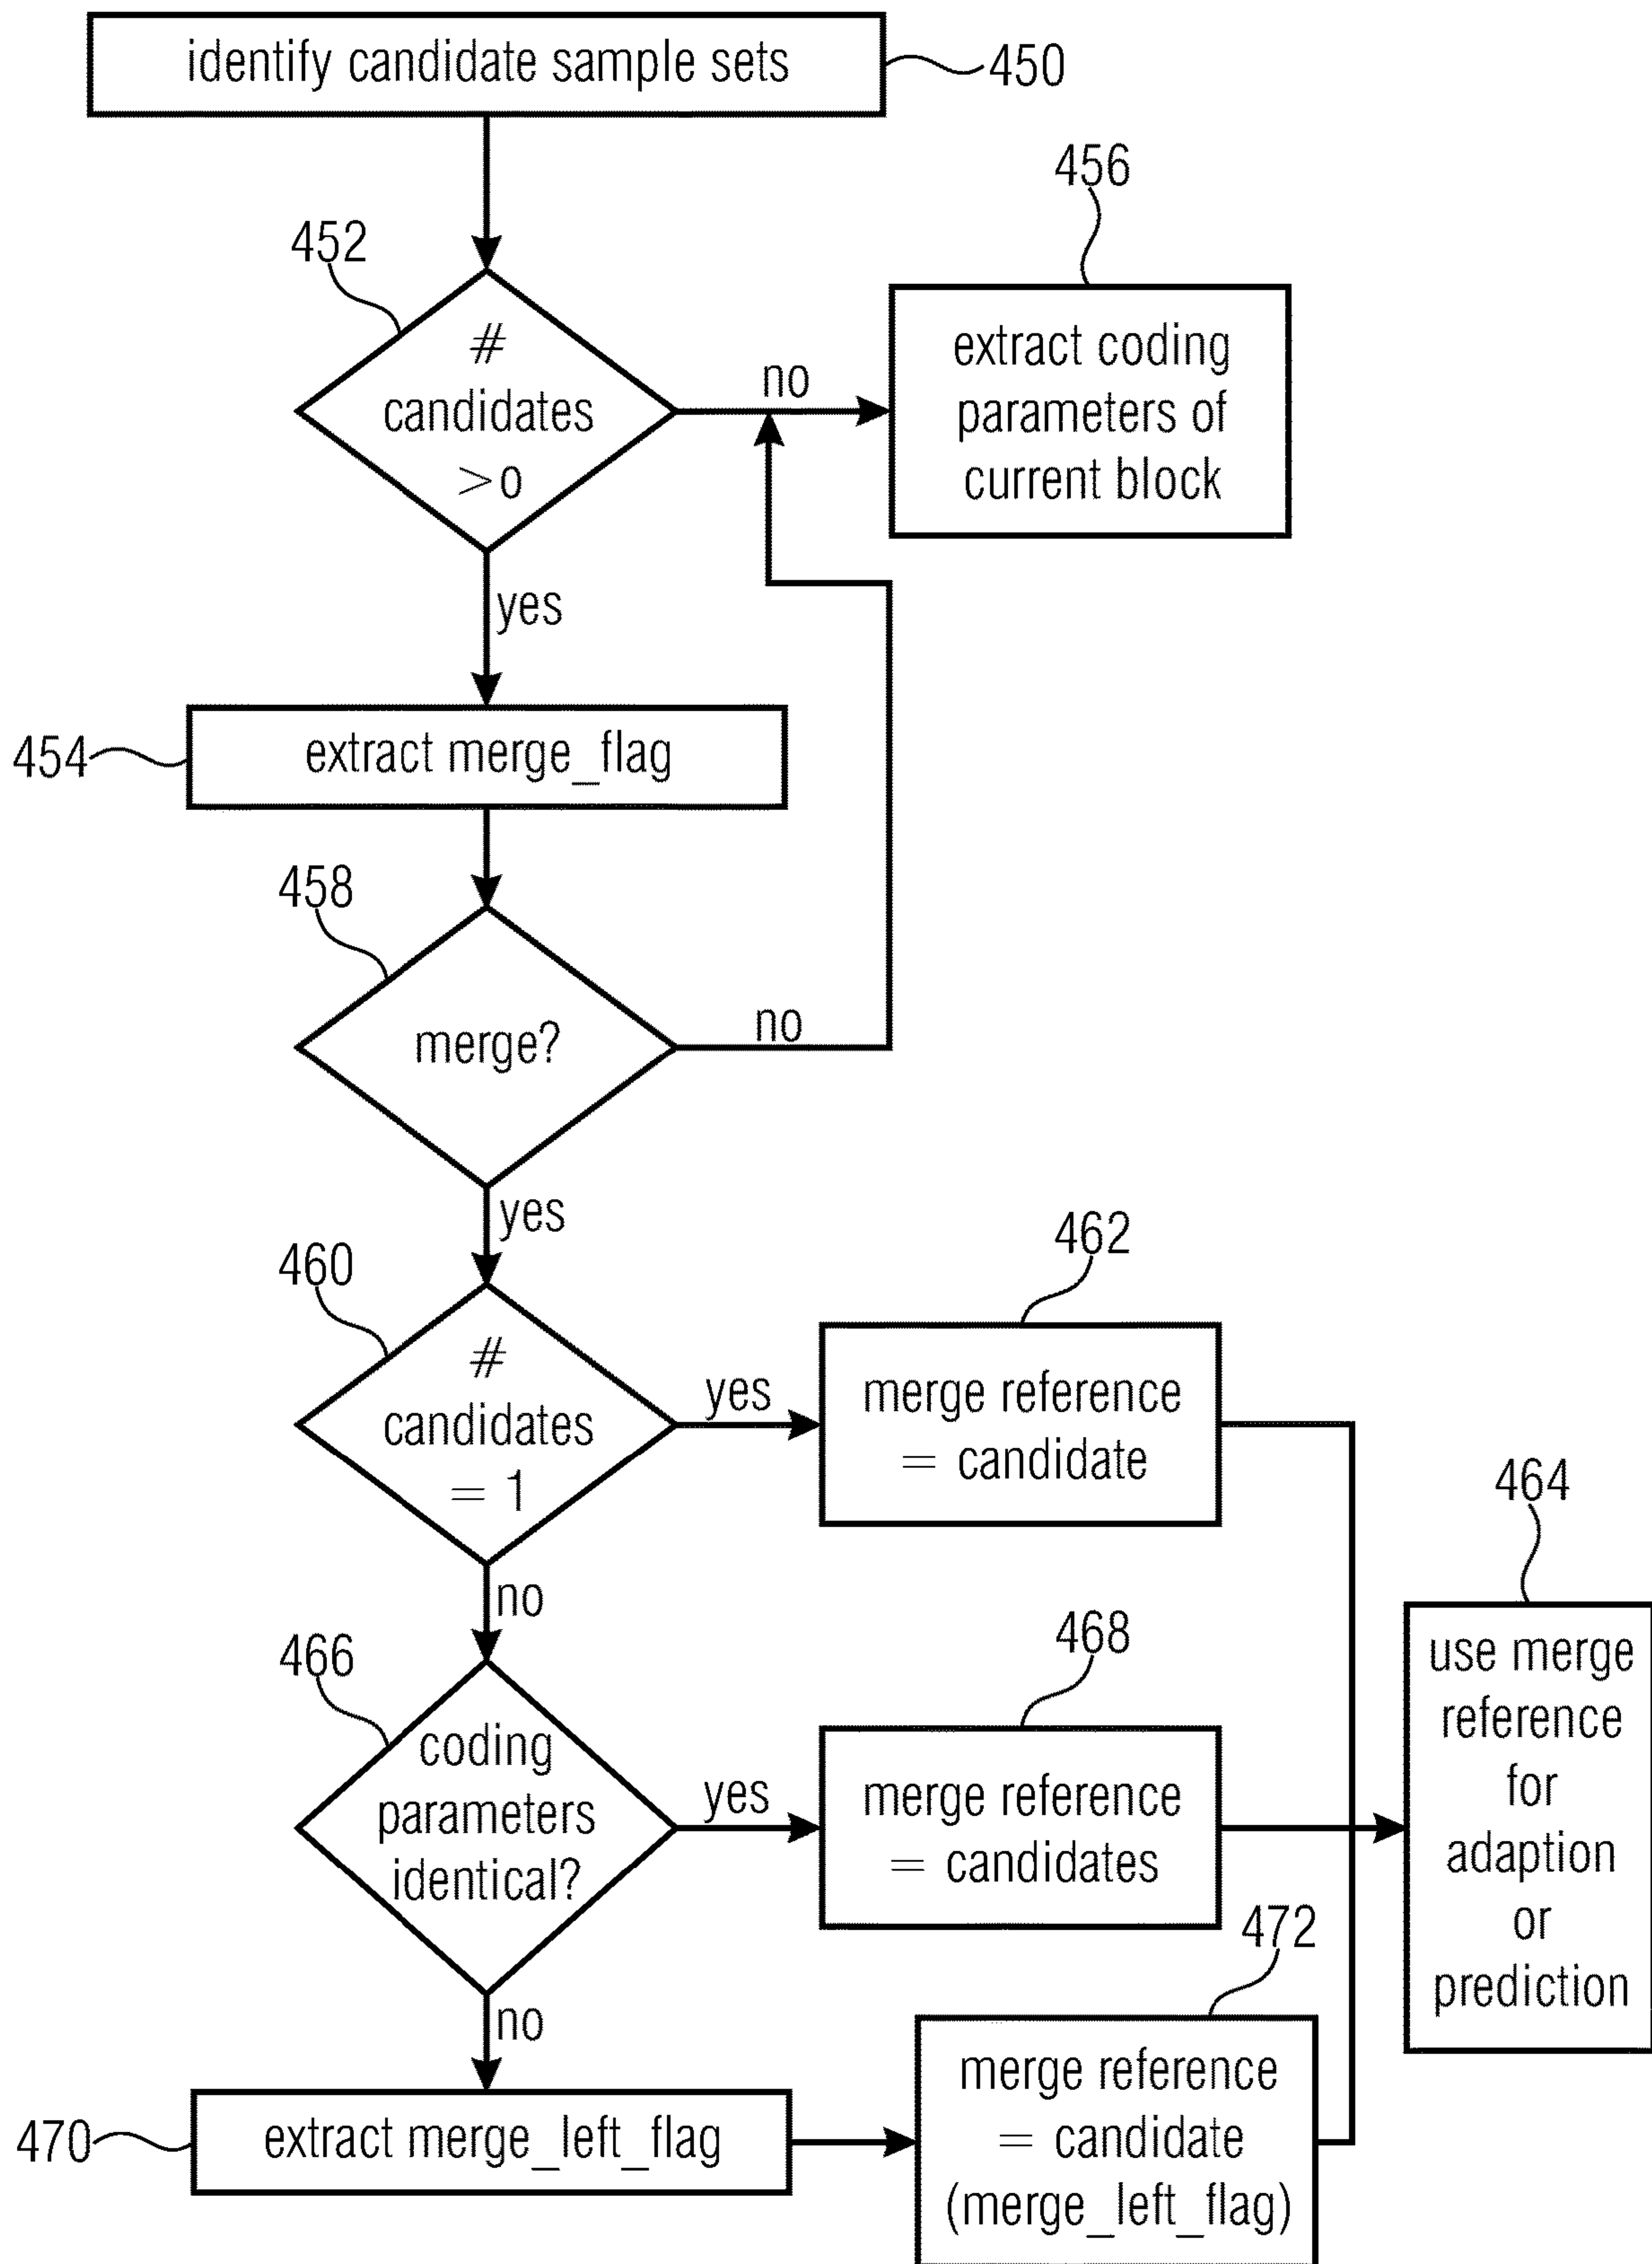 identify candidate sample sets
450
456
452
#
candidates
>o
no
extract coding
parameters of
current block
yes
454
extract merge_flag
458
merge?
no
yes
460
462
#
candidates
= 1
yes
merge reference
= candidate
464
no
466
468
coding
parameters
identical?
yes
merge reference
= candidates
use merge
reference
for
adaption
or
prediction
472
no
470
extract merge_left_flag
merge reference
= candidate
(merge_left_flag)